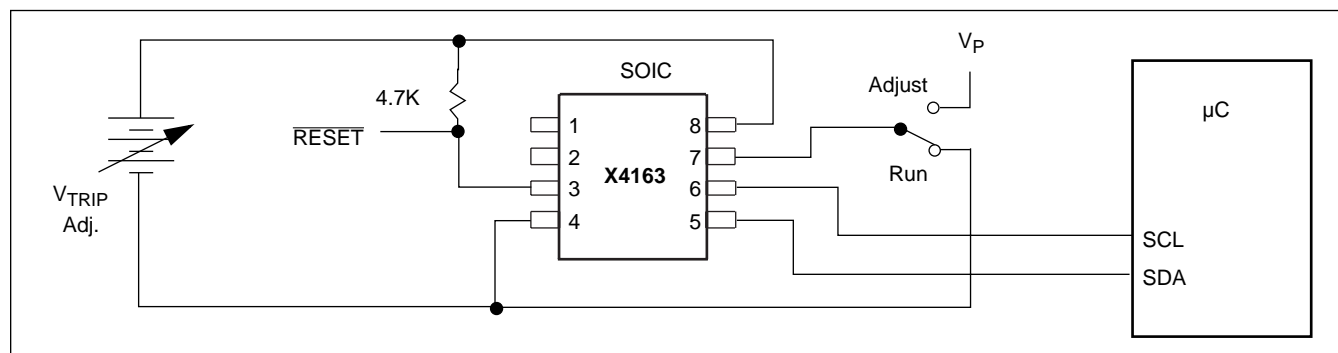 V_P
SOIC
Adjust
µC
4.7K
1
8
RESET
2
7
X4163
Run
3
6
V_TRIP
Adj.
4
5
SCL
SDA